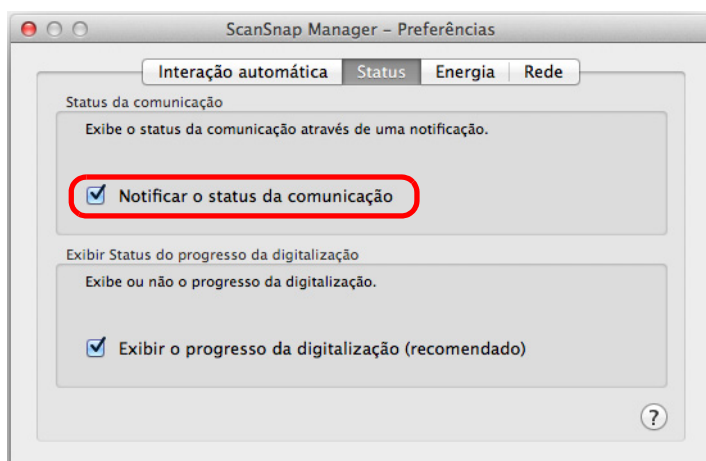 ScanSnap Manager – Preferências
Interação automática Status Energia Rede
Status da comunicação
Exibe o status da comunicação através de uma notificação.
Notificar o status da comunicação
Exibir Status do progresso da digitalização
Exibe ou não o progresso da digitalização.
Exibir o progresso da digitalização (recomendado)
?